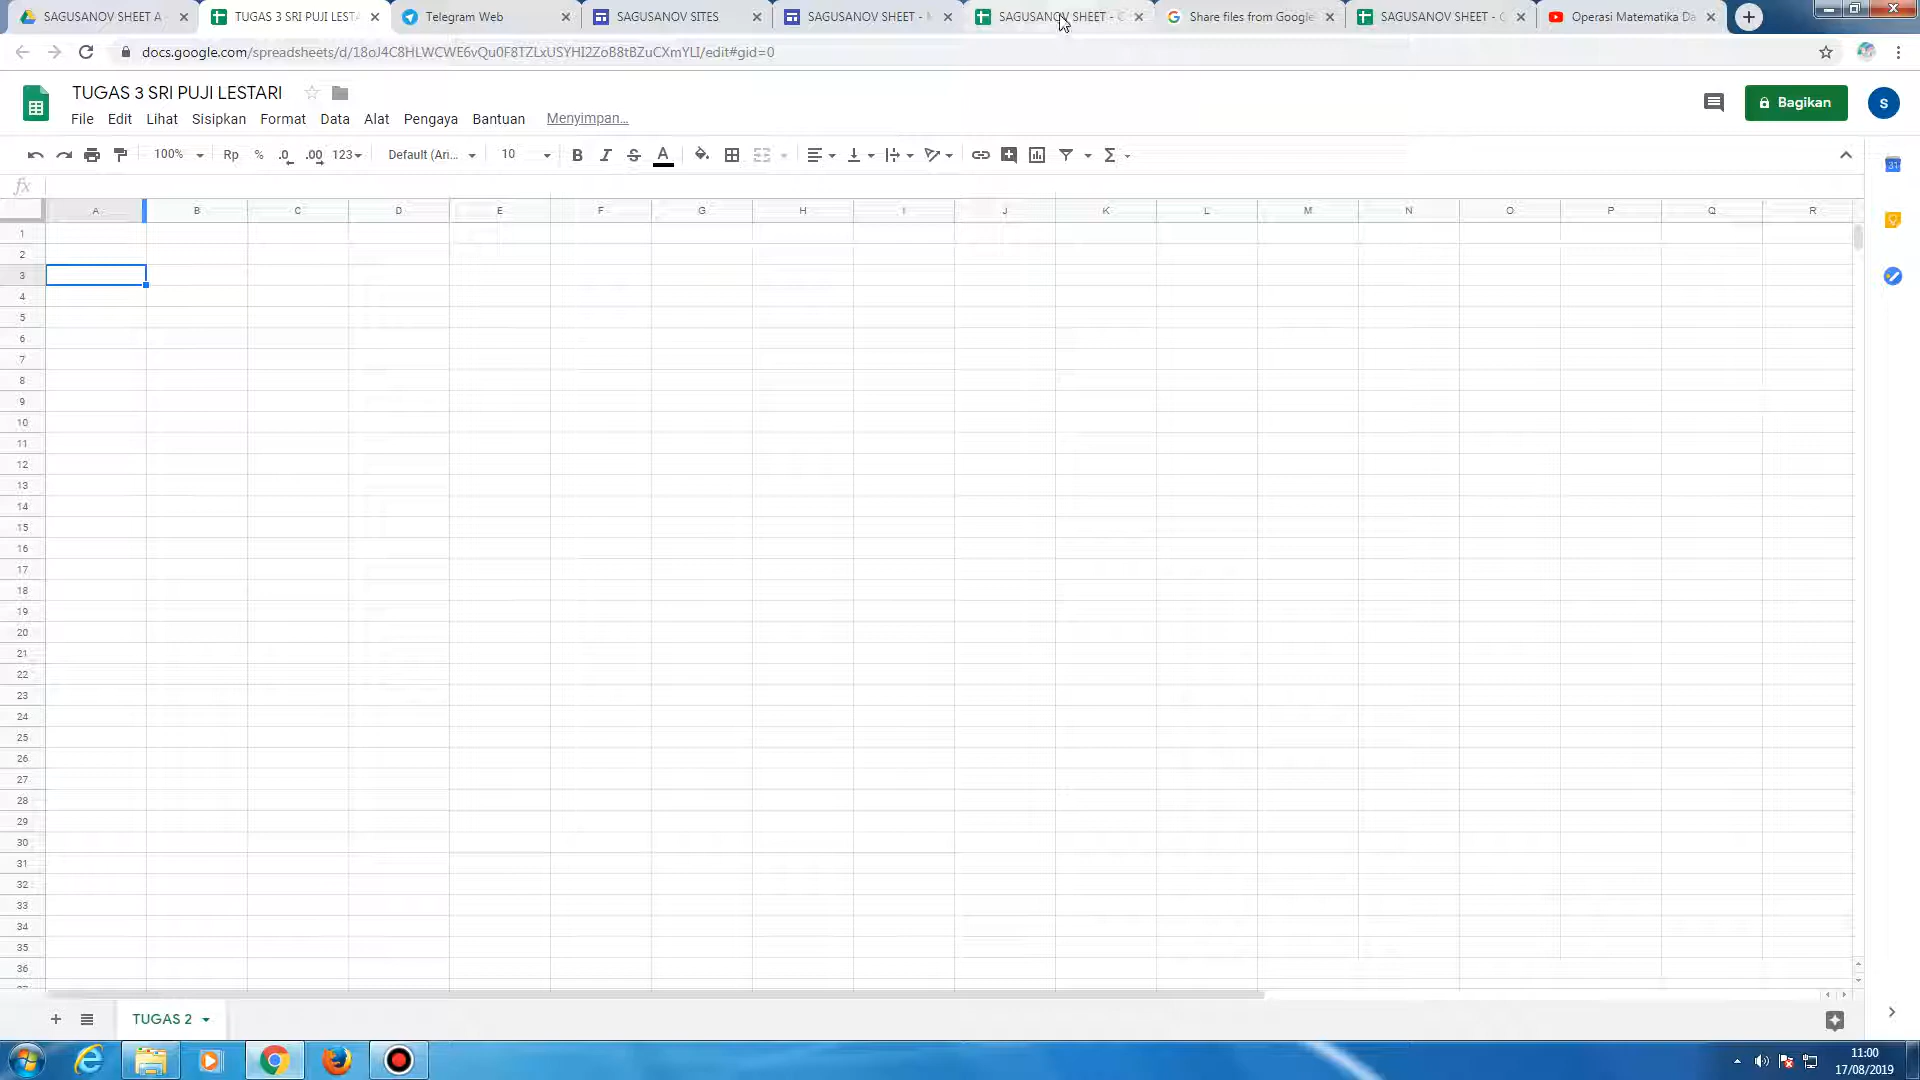 SAGUSANOV SHEET A
TUGAS 3 SRI PUJI LESTA
Telegram Web
SAGUSANOV SITES
SAGUSANOV SHEET -
SAGUSANOV SHEET -
Share files from Google
SAGUSANOV SHEET -
Operasi Matematika Da
docs.google.com/spreadsheets/d/18oJ4C8HLWCWE6vQu0F8TZLxUSYHI2ZoB8tBZuCXmYLI/edit#gid=0
TUGAS 3 SRI PUJI LESTARI
Bagikan
S
File Edit Lihat Sisipkan Format Data Alat Pengaya Bantuan Menyimpan...
100% Rp % .0 .00 123 Default (Ari... 10 B I S A Σ
fx
A B C D E F G H I J K L M N O P Q R
1
2
3
4
5
6
7
8
9
10
11
12
13
14
15
16
17
18
19
20
21
22
23
24
25
26
27
28
29
30
31
32
33
34
35
36
31
TUGAS 2
11:00
17/08/2019